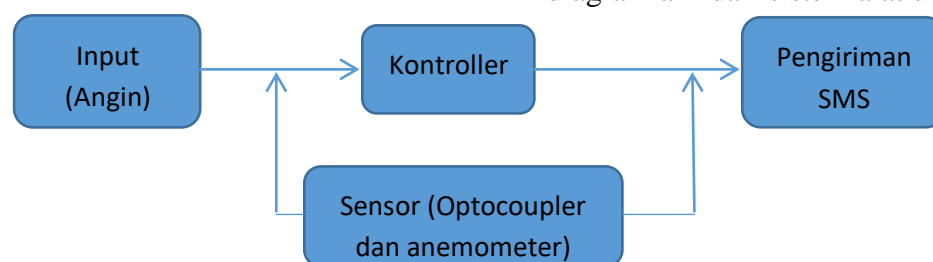 Input
(Angin)
Kontroller
Pengiriman
SMS
Sensor (Optocoupler
dan anemometer)